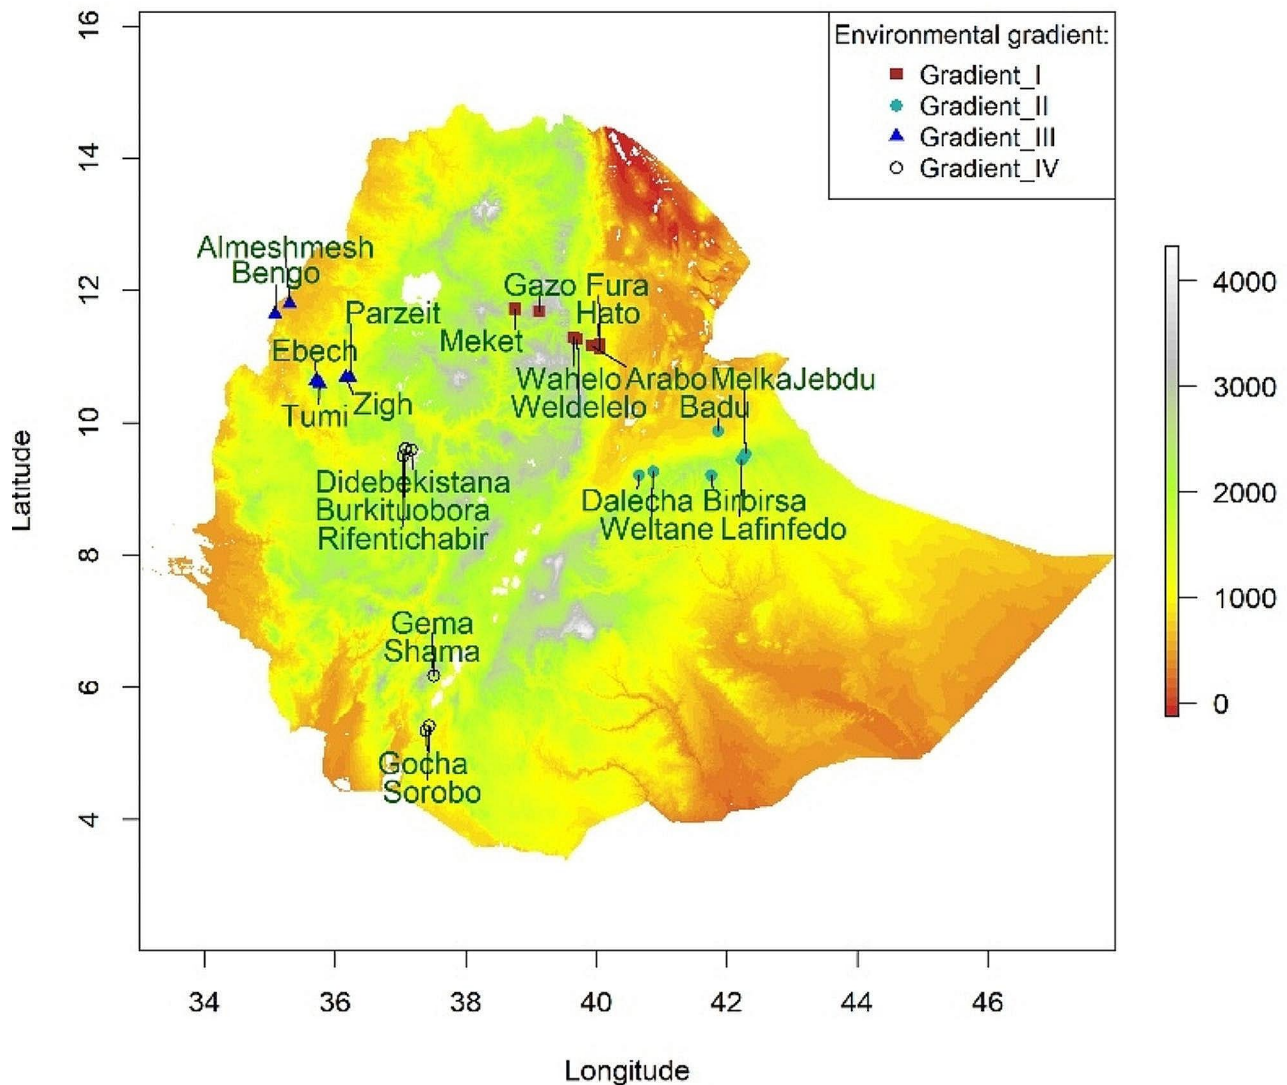 Environmental gradient:
Gradient_I
Gradient_II
Gradient_III
Gradient_IV
16
14
12
10
8
6
4
Latitude
Almeshmesh
Bengo
Parzeit
Ebech
Tumi
Zigh
Gazo Fura
Hato
Meket
Wahelo Arabo MelkaJebdu
Weldelelo
Badu
Didebekistana
Burkituobora
Rifentichabir
Dalecha Birbirsa
Weltane Lafinfedo
Gema
Shama
Gocha
Sorobo
4000
3000
2000
1000
0
34 36 38 40 42 44 46
Longitude